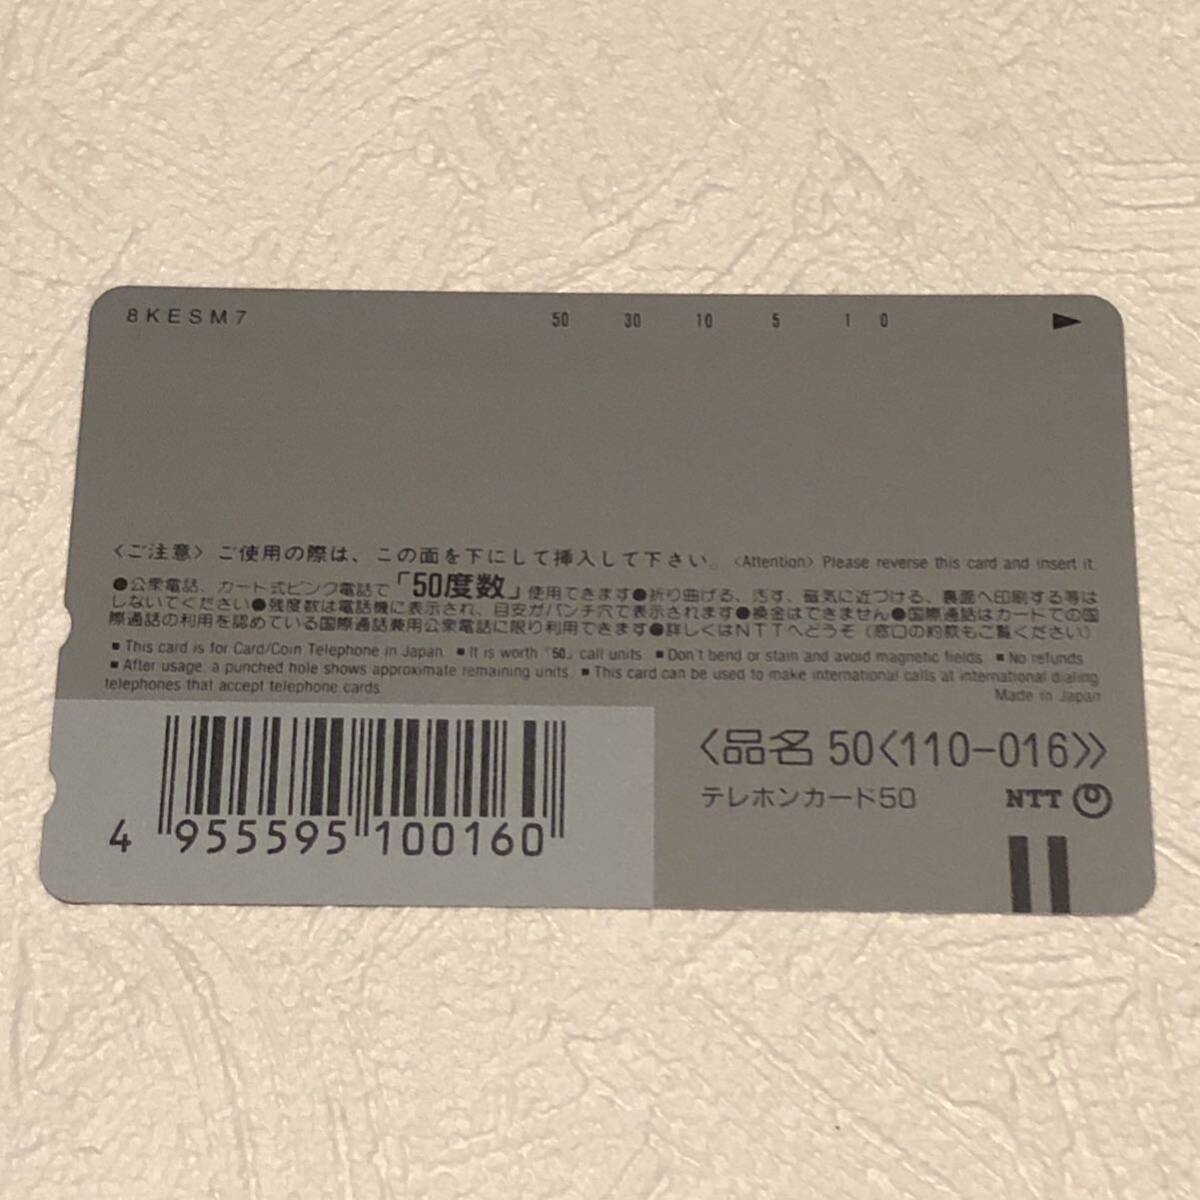 8KESM7 50 30 10 5 1 0 ▶
〈ご注意〉ご使用の際は、この面を下にして挿入して下さい。〈Attention〉Please reverse this card and insert it.
●公衆電話、カード式ピンク電話で「50度数」使用できます●折り曲げる、汚す、磁気に近づける、裏面へ印刷する等は
しないでください●残度数は電話機に表示され、目安がパンチ穴で表示されます●換金はできません●国際通話はカードでの国
際通話の利用を認めている国際通話兼用公衆電話に限り利用できます●詳しくはNTTへどうぞ（窓口の約款もご覧ください）
■ This card is for Card/Coin Telephone in Japan. ■ It is worth「50」call units. ■ Don't bend or stain and avoid magnetic fields. ■ No refunds.
■ After usage, a punched hole shows approximate remaining units. ■ This card can be used to make international calls at international dialing
telephones that accept telephone cards.
Made in Japan
〈品名 50〈110-016〉〉
テレホンカード50 NTT
4 955595 100160